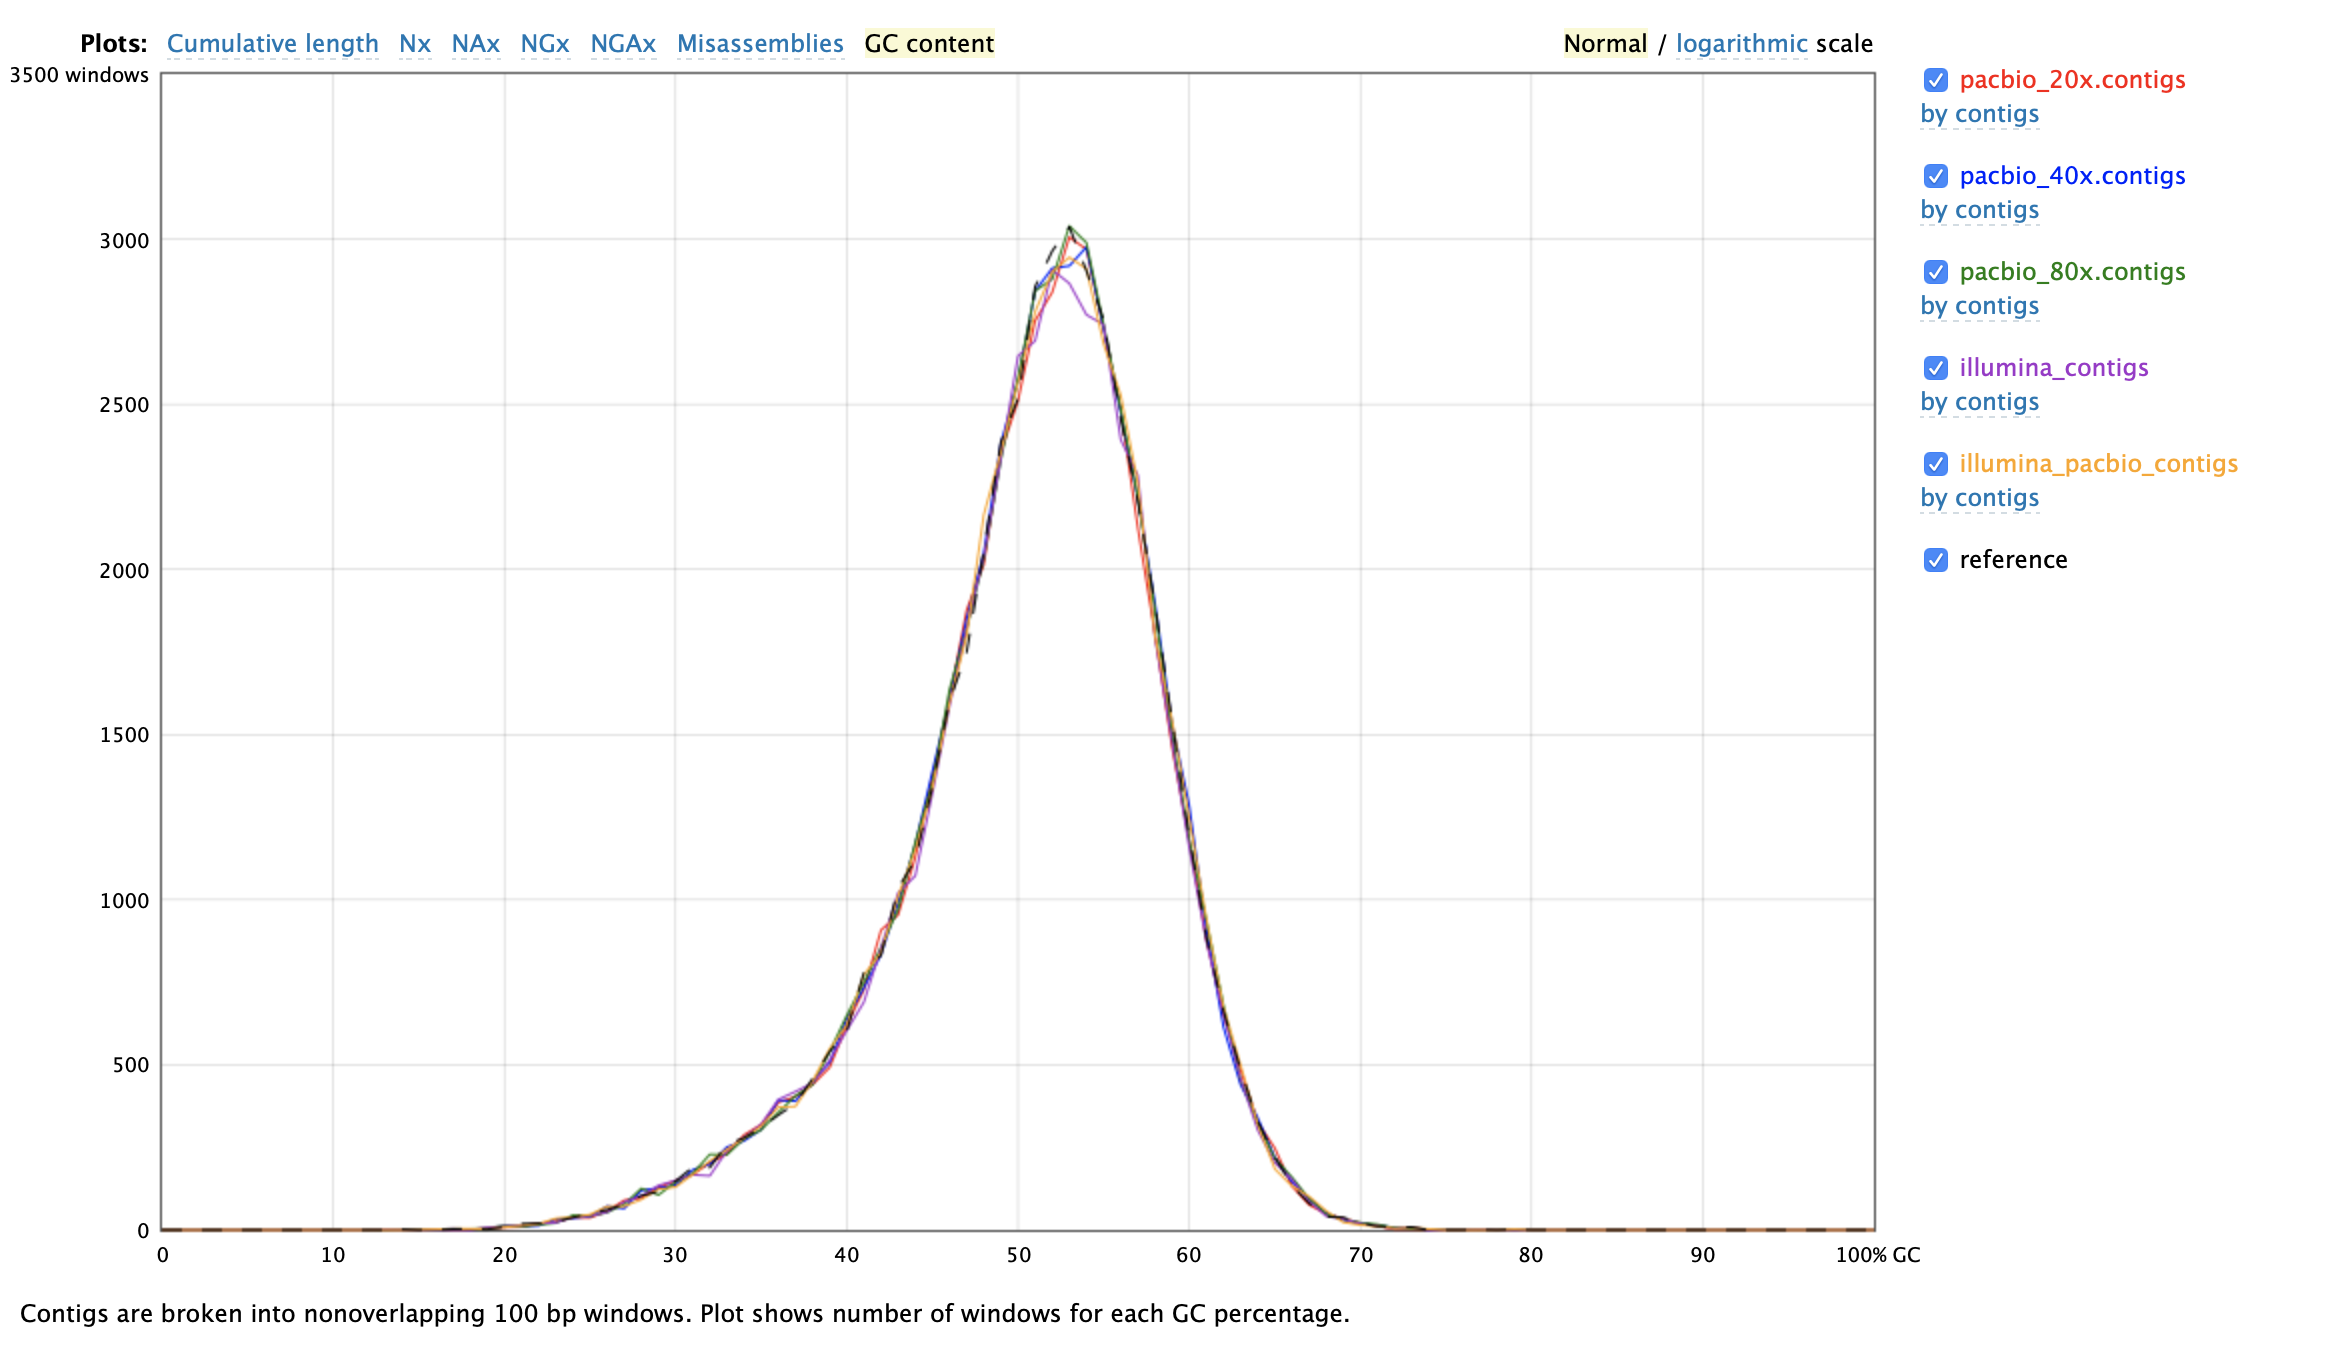 Plots: Cumulative length Nx NAx NGx NGAx Misassemblies GC content Normal / logarithmic scale
3500 windows
3000
2500
2000
1500
1000
500
0
0 10 20 30 40 50 60 70 80 90 100% GC
pacbio_20x.contigs
by contigs
pacbio_40x.contigs
by contigs
pacbio_80x.contigs
by contigs
illumina_contigs
by contigs
illumina_pacbio_contigs
by contigs
reference
Contigs are broken into nonoverlapping 100 bp windows. Plot shows number of windows for each GC percentage.